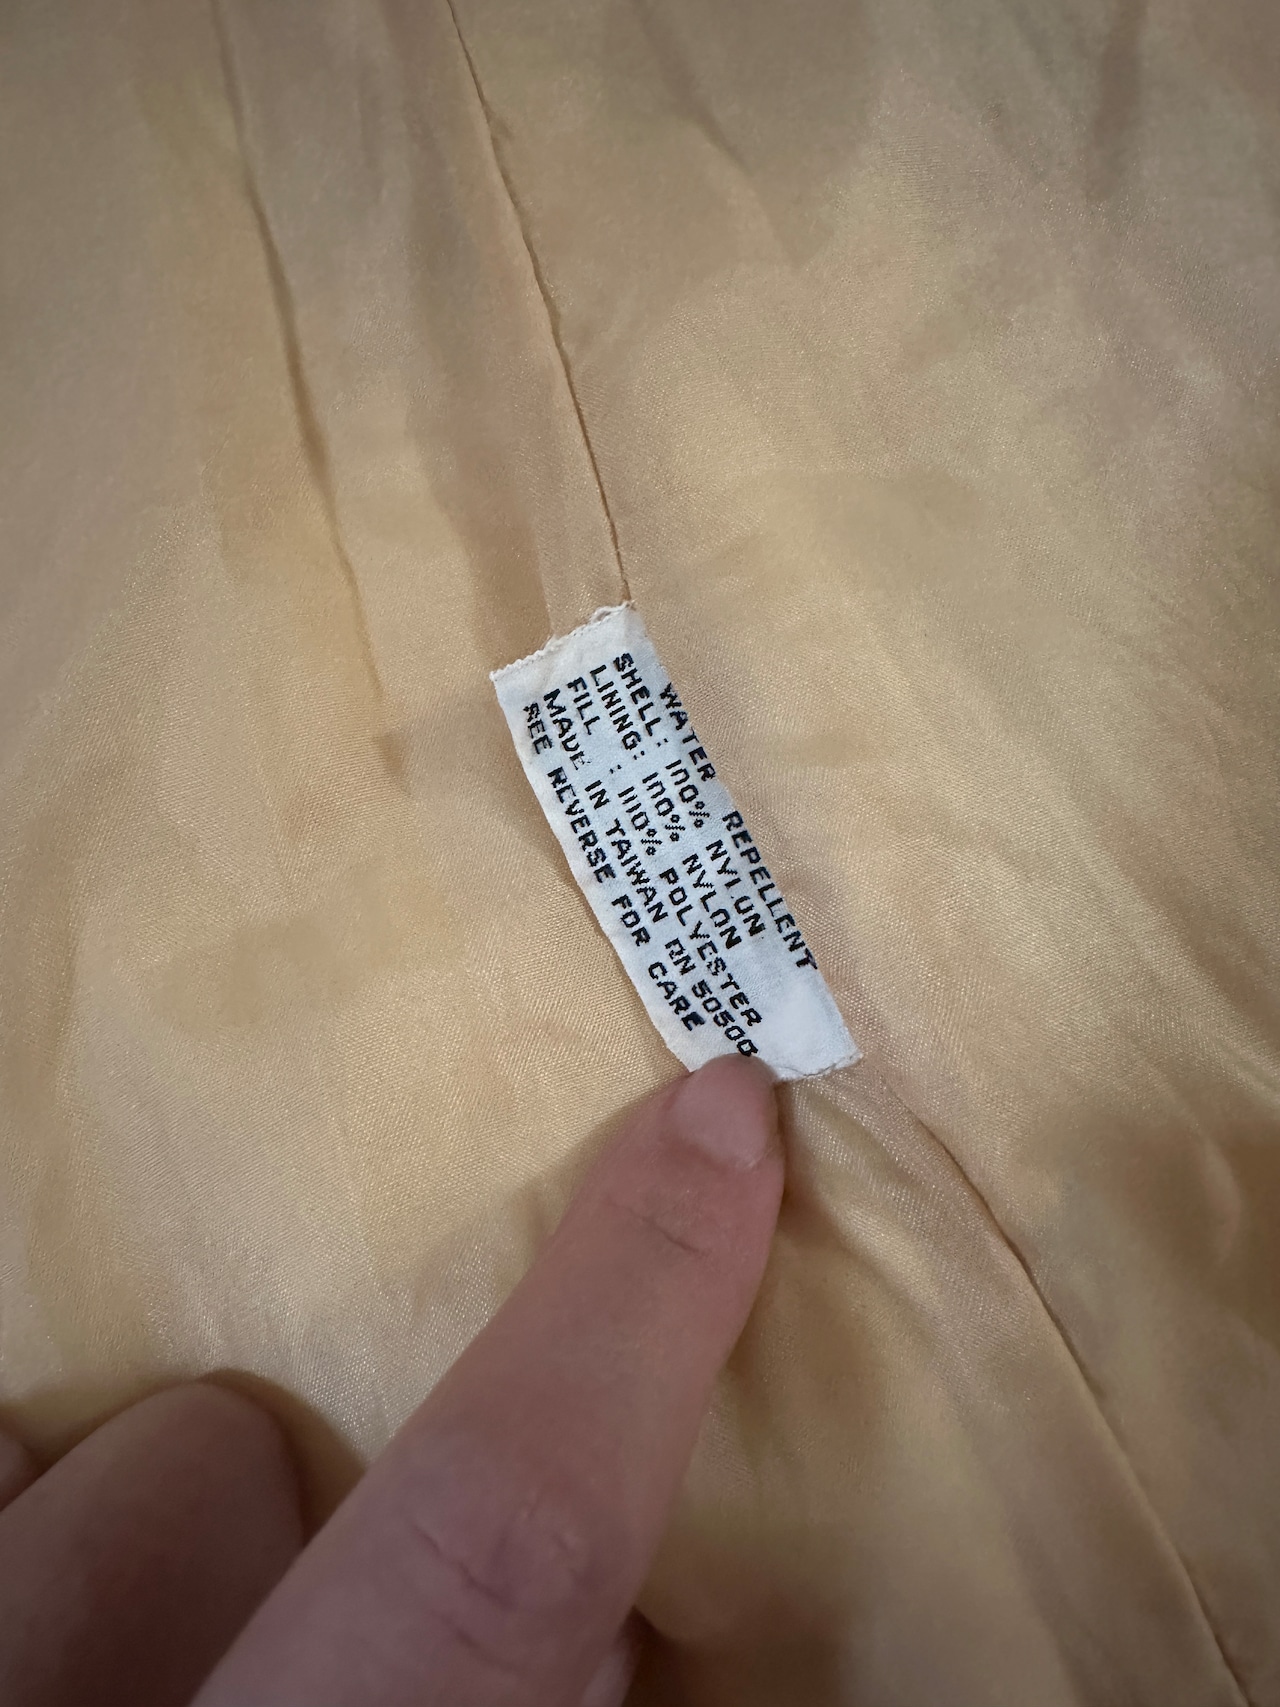 WATER REPELLENT
SHELL: 100% NYLON
LINING: 100% NYLON
FILL : 100% POLYESTER
MADE IN TAIWAN RN 50500
SEE REVERSE FOR CARE